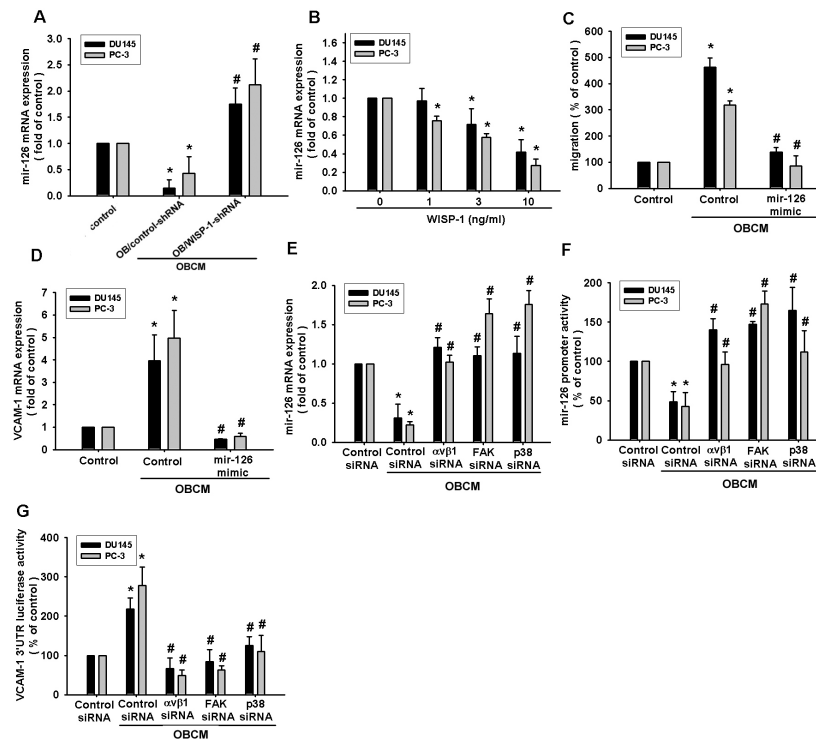 A
mir-126 mRNA expression
( fold of control )
3.0
2.5
2.0
1.5
1.0
0.5
0.0
DU145
PC-3
*
*
#
#
control
OB/control-shRNA
OB/WISP-1-shRNA
OBCM
B
mir-126 mRNA expression
( fold of control )
1.6
1.4
1.2
1.0
0.8
0.6
0.4
0.2
0.0
DU145
PC-3
*
*
*
*
*
0
1
3
10
WISP-1 (ng/ml)
C
migration ( % of control )
600
500
400
300
200
100
0
DU145
PC-3
*
*
#
#
Control
Control
mir-126
mimic
OBCM
D
VCAM-1 mRNA expression
( fold of control )
7
6
5
4
2
1
0
DU145
PC-3
*
*
#
#
Control
Control
mir-126
mimic
OBCM
E
mir-126 mRNA expression
( fold of control )
2.0
1.5
1.0
0.5
0.0
DU145
PC-3
*
*
#
#
#
#
#
#
Control
siRNA
Control
siRNA
αvβ1
siRNA
FAK
siRNA
p38
siRNA
OBCM
F
mir-126 promoter activity
( % of control )
200
150
100
50
0
DU145
PC-3
*
*
#
#
#
#
#
#
Control
siRNA
Control
siRNA
αvβ1
siRNA
FAK
siRNA
p38
siRNA
OBCM
G
VCAM-1 3'UTR luciferase activity
( % of control )
400
300
200
100
0
DU145
PC-3
*
*
#
#
#
#
#
#
Control
siRNA
Control
siRNA
αvβ1
siRNA
FAK
siRNA
p38
siRNA
OBCM